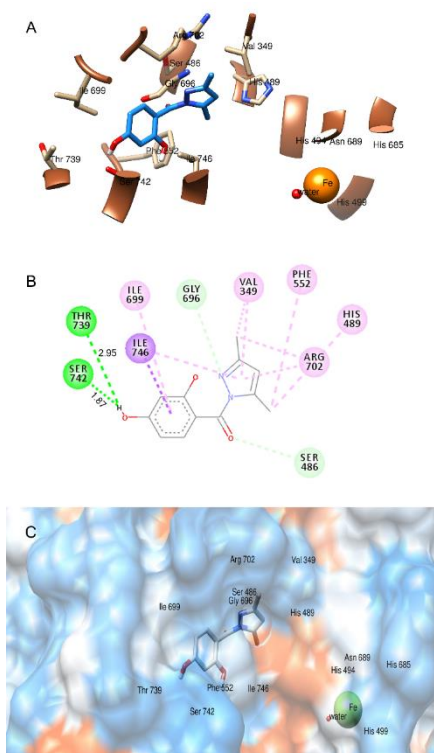 A
Arg 702
Val 349
Ser 486
His 489
Gly 696
Ile 699
Phe 552
Ile 746
Thr 739
Ser 742
His 494
Asn 689
His 685
Fe
water
His 499
B
ILE 
699
GLY
696
VAL
349
PHE
552
HIS
489
THR
739
ILE
746
ARG
702
SER
742
2.95
1.87
H
O
O
N
N
O
SER
486
C
Arg 702
Val 349
Ser 486
Gly 696
Ile 699
His 489
Asn 689
His 494
His 685
Thr 739
Phe 552
Ile 746
Ser 742
Fe
water
His 499